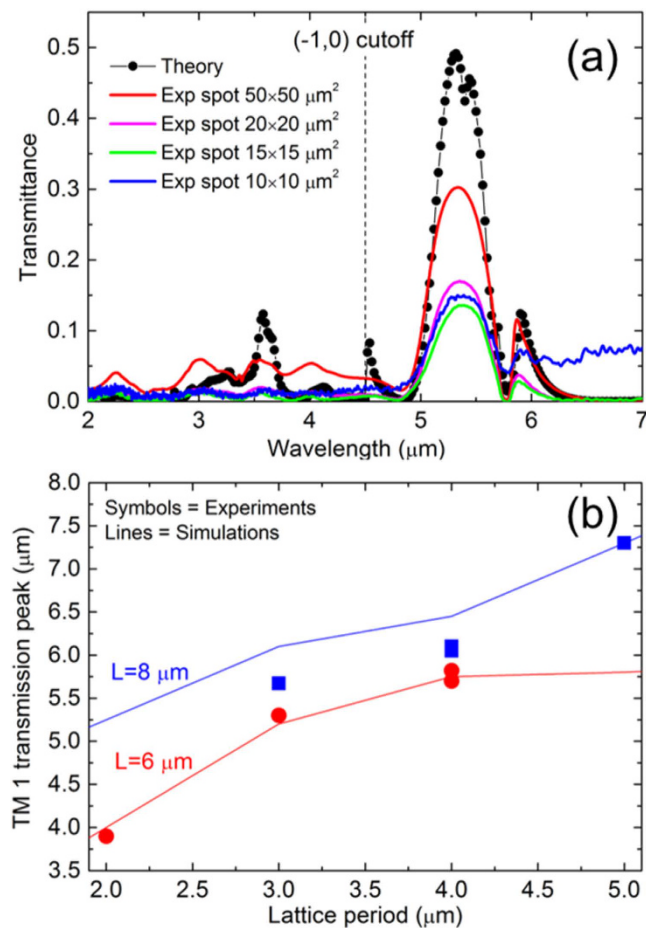 (-1,0) cutoff
(a)
Theory
Exp spot 50×50 μm²
Exp spot 20×20 μm²
Exp spot 15×15 μm²
Exp spot 10×10 μm²
Transmittance
0.5
0.4
0.3
0.2
0.1
0.0
2 3 4 5 6 7
Wavelength (μm)
Symbols = Experiments
Lines = Simulations
(b)
TM 1 transmission peak (μm)
8.0
7.5
7.0
6.5
6.0
5.5
5.0
4.5
4.0
3.5
L=8 μm
L=6 μm
2.0 2.5 3.0 3.5 4.0 4.5 5.0
Lattice period (μm)